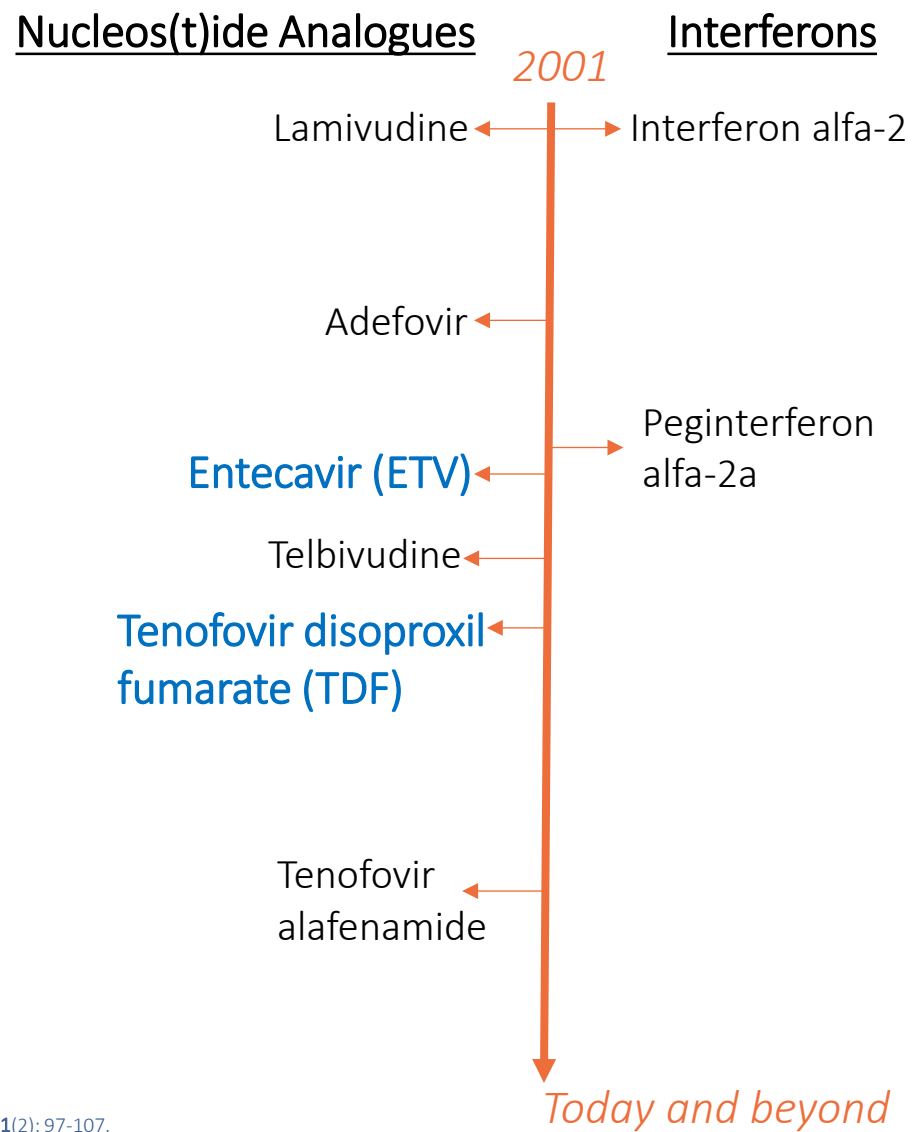 Nucleos(t)ide Analogues
Interferons
2001
Lamivudine
Interferon alfa-2
Adefovir
Peginterferon
alfa-2a
Entecavir (ETV)
Telbivudine
Tenofovir disoproxil
fumarate (TDF)
Tenofovir
alafenamide
Today and beyond
1(2): 97-107.